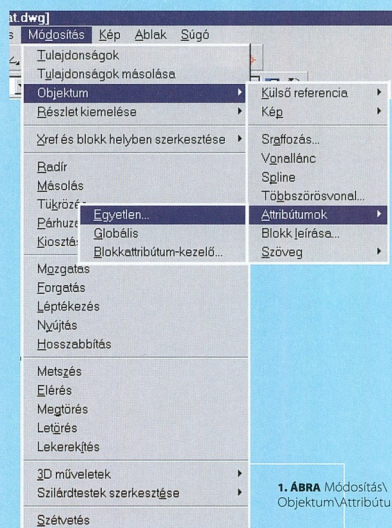 at.dwg]
s Módosítás Kép Ablak Súgó
Tulajdonságok
Tulajdonságok másolása
Objektum
Részlet kiemelése
Xref és blokk helyben szerkesztése
Radír
Másolás
Tükrözés
Párhuza
Kiosztá
Mozgatás
Forgatás
Léptékezés
Nyújtás
Hosszabbítás
Metszés
Elérés
Megtörés
Letörés
Lekerekítés
3D műveletek
Szilárdtestek szerkesztése
Szétvetés
Külső referencia
Kép
Sraffozás...
Vonallánc
Spline
Többszörösvonal...
Attribútumok
Blokk leírása...
Szöveg
Egyetlen...
Globális
Blokkattribútum-kezelő...
1. ÁBRA Módosítás\
Objektum\Attribútu